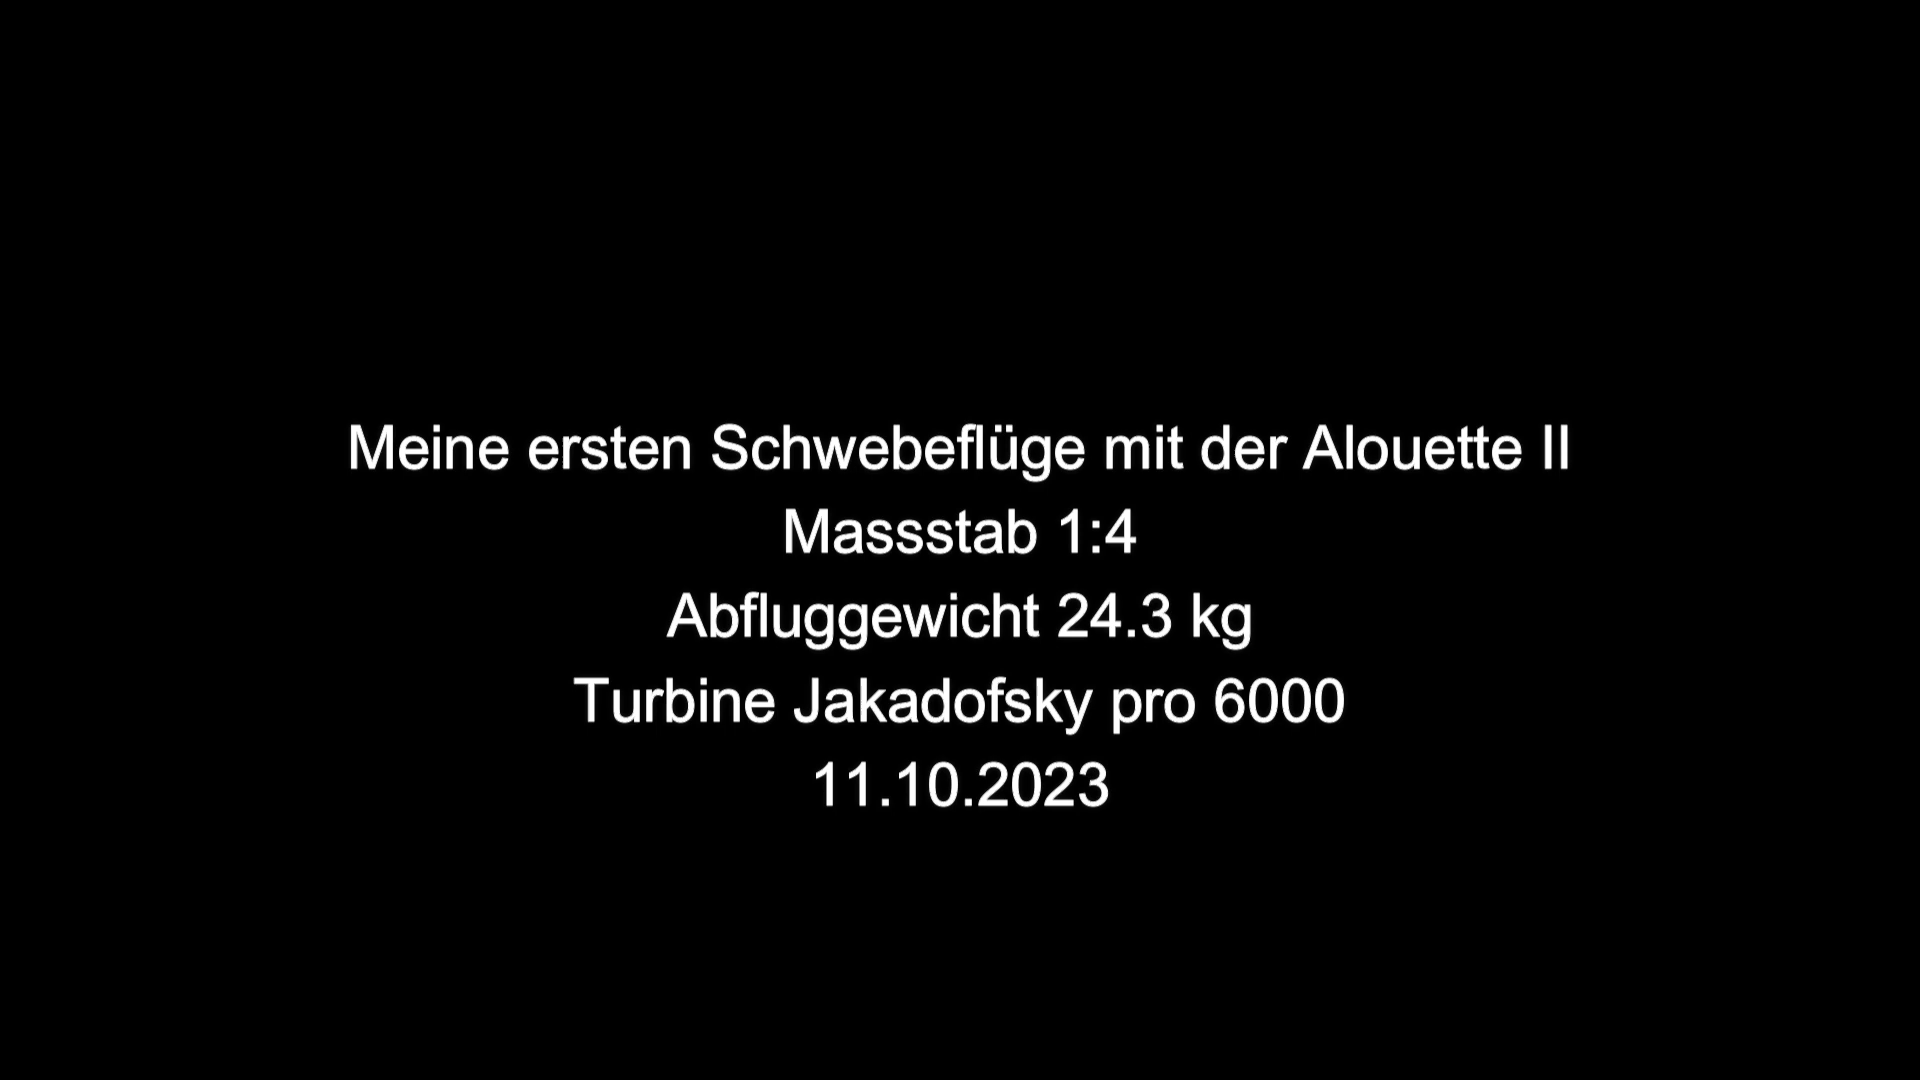 Meine ersten Schwebeflüge mit der Alouette II
Massstab 1:4
Abfluggewicht 24.3 kg
Turbine Jakadofsky pro 6000
11.10.2023